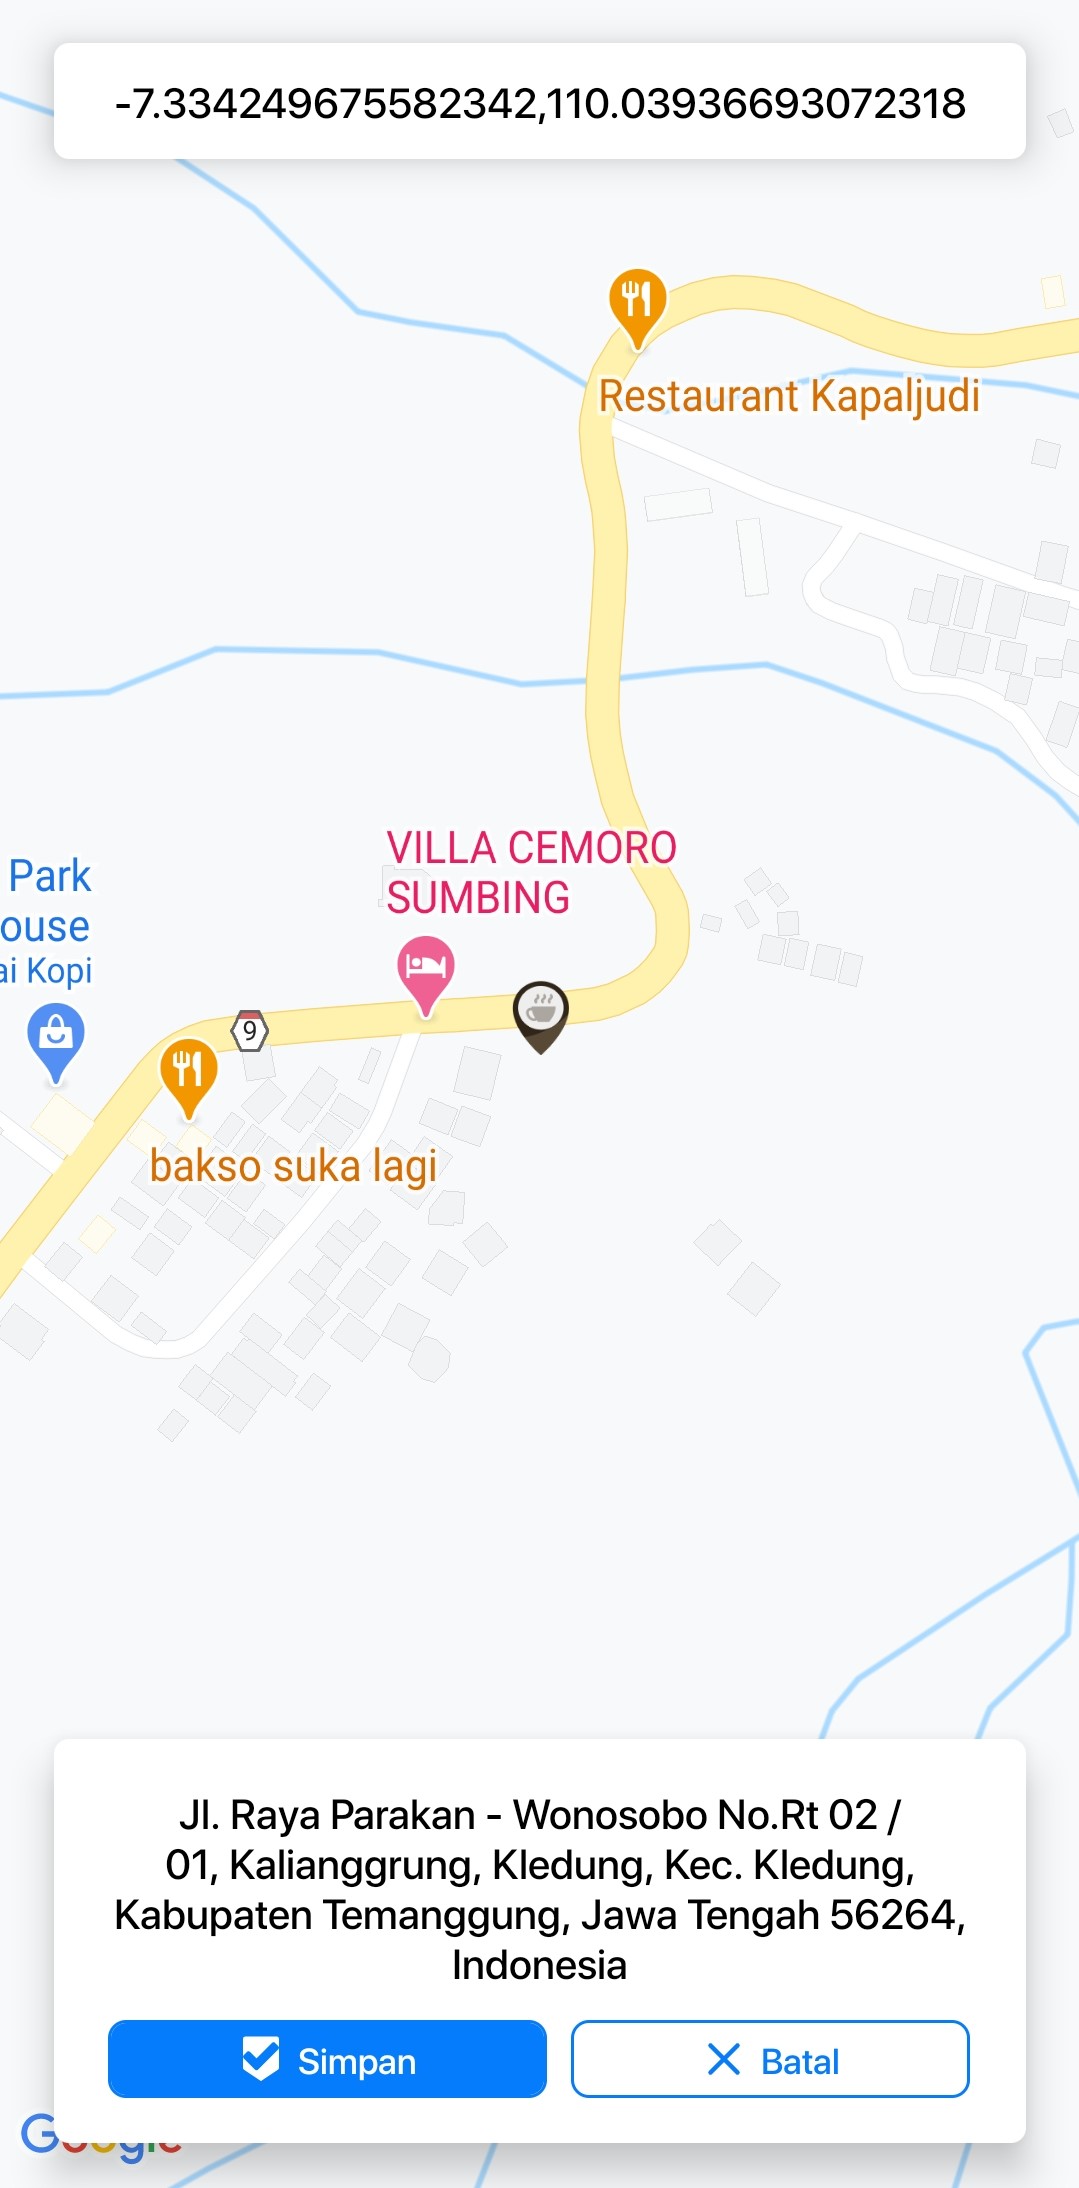 -7.334249675582342,110.03936693072318
Restaurant Kapaljudi
VILLA CEMORO
SUMBING
Park
ouse
ai Kopi
9
bakso suka lagi
Jl. Raya Parakan - Wonosobo No.Rt 02 /
01, Kalianggrung, Kledung, Kec. Kledung,
Kabupaten Temanggung, Jawa Tengah 56264,
Indonesia
Simpan
Batal
Google